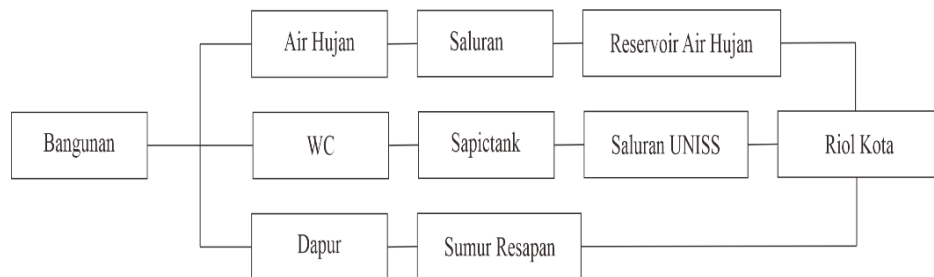 Air Hujan
Saluran
Reservoir Air Hujan
Bangunan
WC
Sapictank
Saluran UNISS
Riol Kota
Dapur
Sumur Resapan